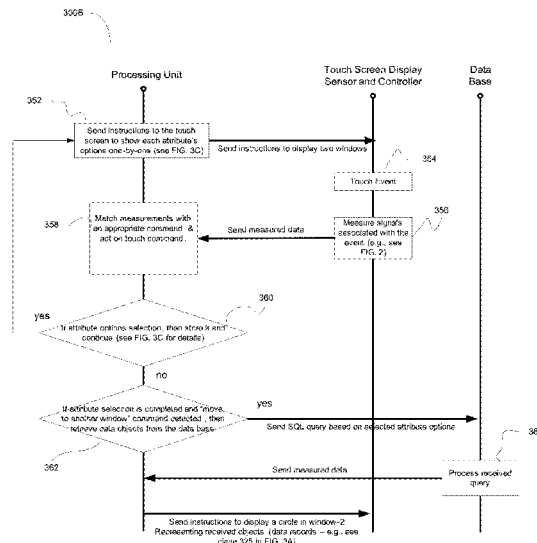 300B
Processing Unit
Touch Screen Display
Sensor and Controller
Data
Base
352
Send instructions to the touch
screen to show each attribute's
options one-by-one (see FIG. 3C)
Send instructions to display two windows
354
Touch Event
358
Match measurements with
an appropriate command &
act on touch command.
Send measured data
Measure signals
associated with the
event (e.g., see
FIG. 2)
356
yes
If attribute options selection, then store it and
continue (see FIG. 3C for details)
360
no
If attribute selection is completed and "move
to another window" command detected, then
retrieve data objects from the data base
yes
Send SQL query based on selected attribute options
362
Process received
query
Send measured data
Send instructions to display a circle in window-2
Representing received objects (data records – e.g., see
325 in FIG. 3A)